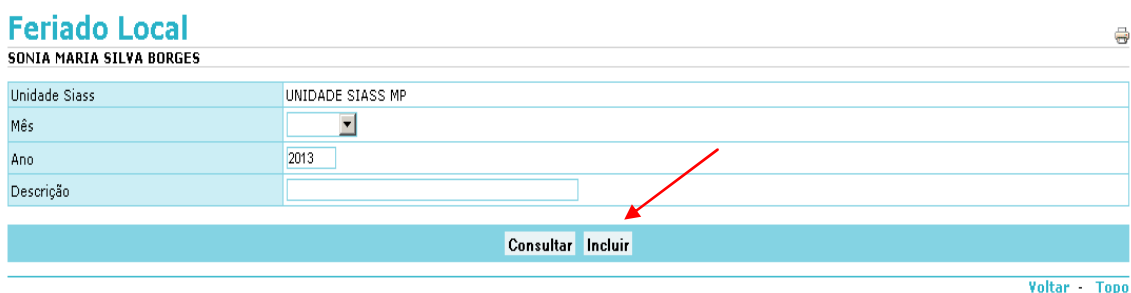 Feriado Local
SONIA MARIA SILVA BORGES
Unidade Siass UNIDADE SIASS MP
Mês
Ano 2013
Descrição
Consultar Incluir
Voltar - Topo